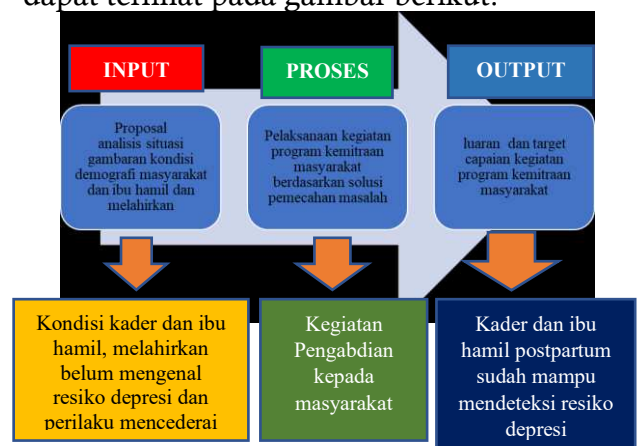 dapat terlihat pada gambar berikut:
INPUT
PROSES
OUTPUT
Proposal
analisis situasi
gambaran kondisi
demografi masyarakat
dan ibu hamil dan
melahirkan
Pelaksanaan kegiatan
program kemitraan
masyarakat
berdasarkan solusi
pemecahan masalah
luaran dan target
capaian kegiatan
program kemitraan
masyarakat
Kondisi kader dan ibu
hamil, melahirkan
belum mengenal
resiko depresi dan
perilaku mencederai
Kegiatan
Pengabdian
kepada
masyarakat
Kader dan ibu
hamil postpartum
sudah mampu
mendeteksi resiko
depresi